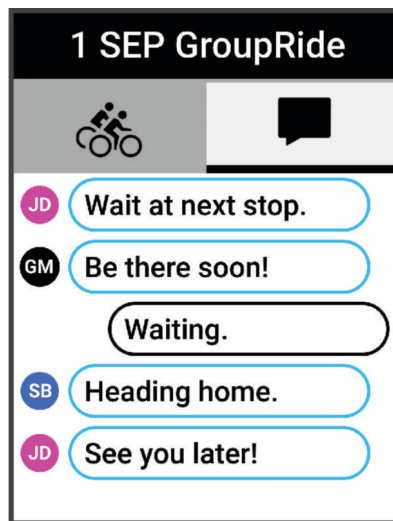 1 SEP GroupRide
JD Wait at next stop.
GM Be there soon!
Waiting.
SB Heading home.
JD See you later!